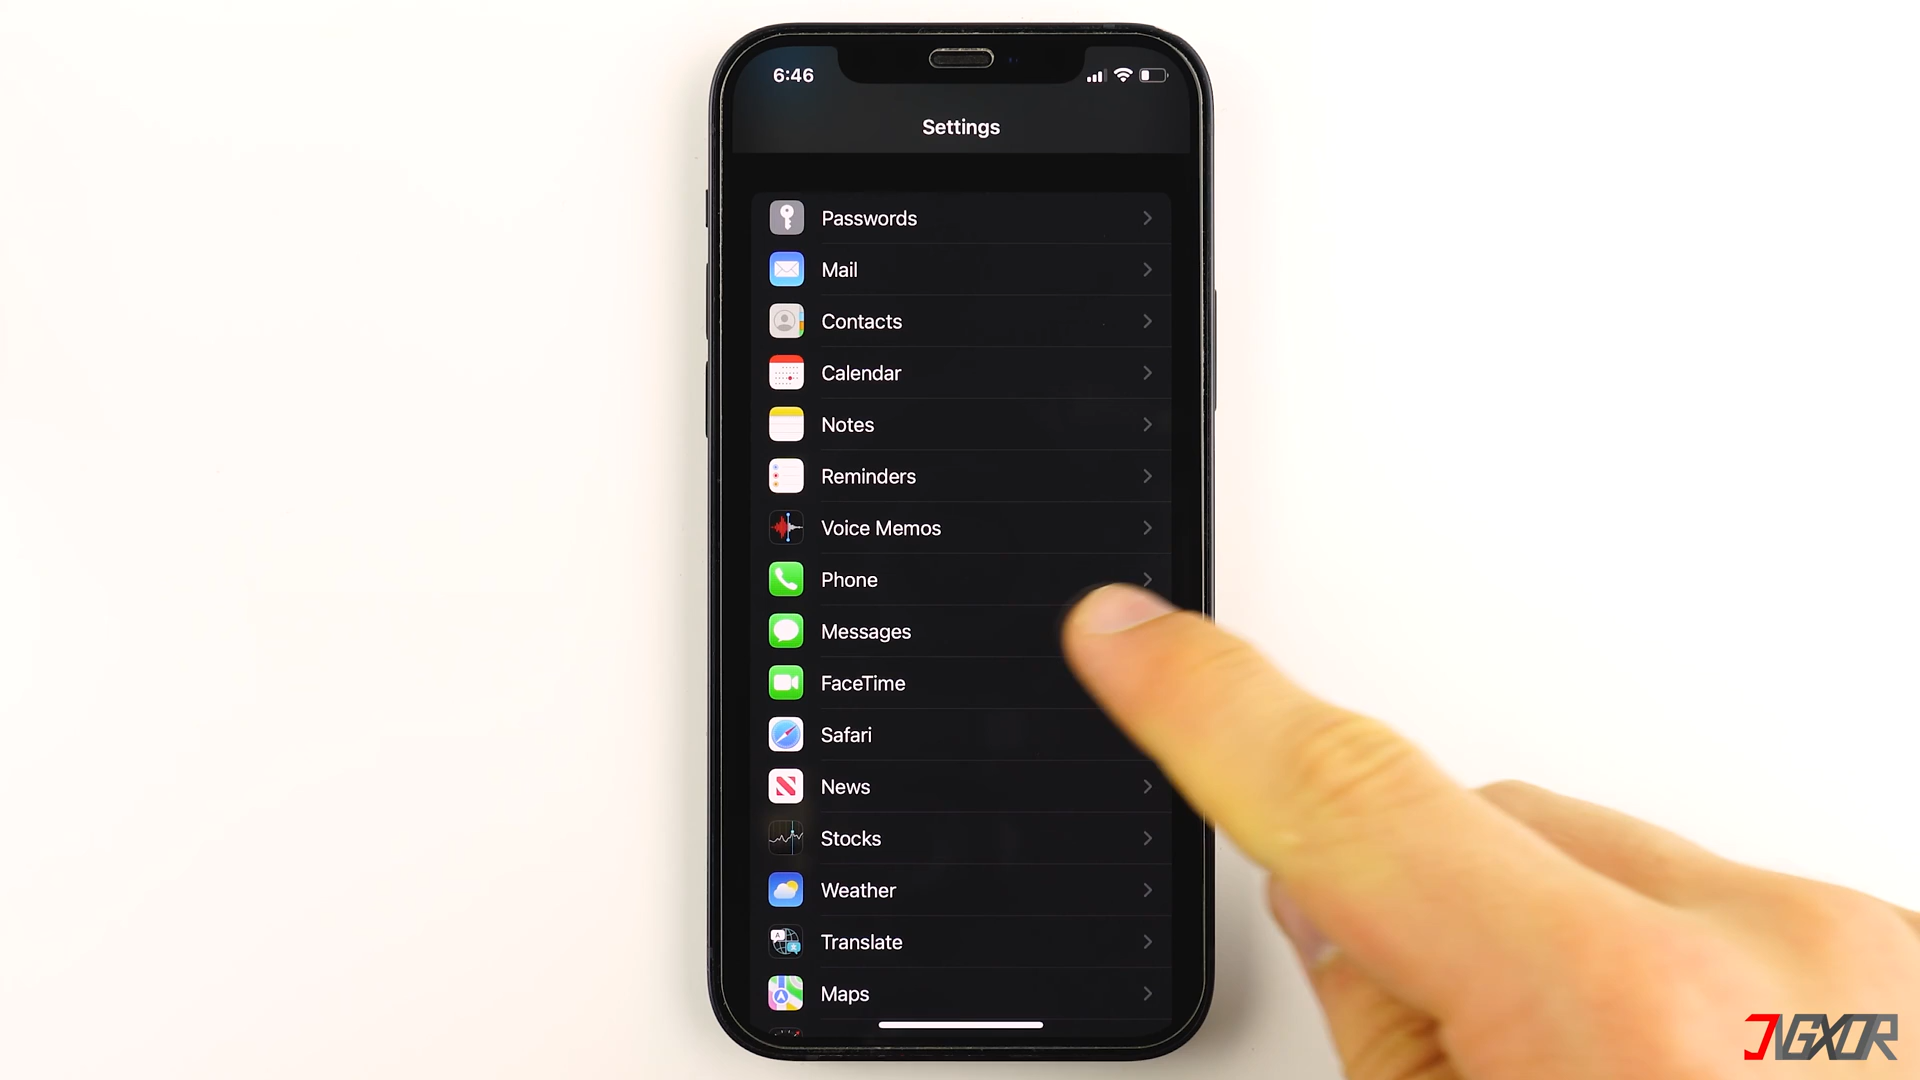 6:46
Settings
Passwords
Mail
Contacts
Calendar
Notes
Reminders
Voice Memos
Phone
Messages
FaceTime
Safari
News
Stocks
Weather
Translate
Maps
JVGXOR